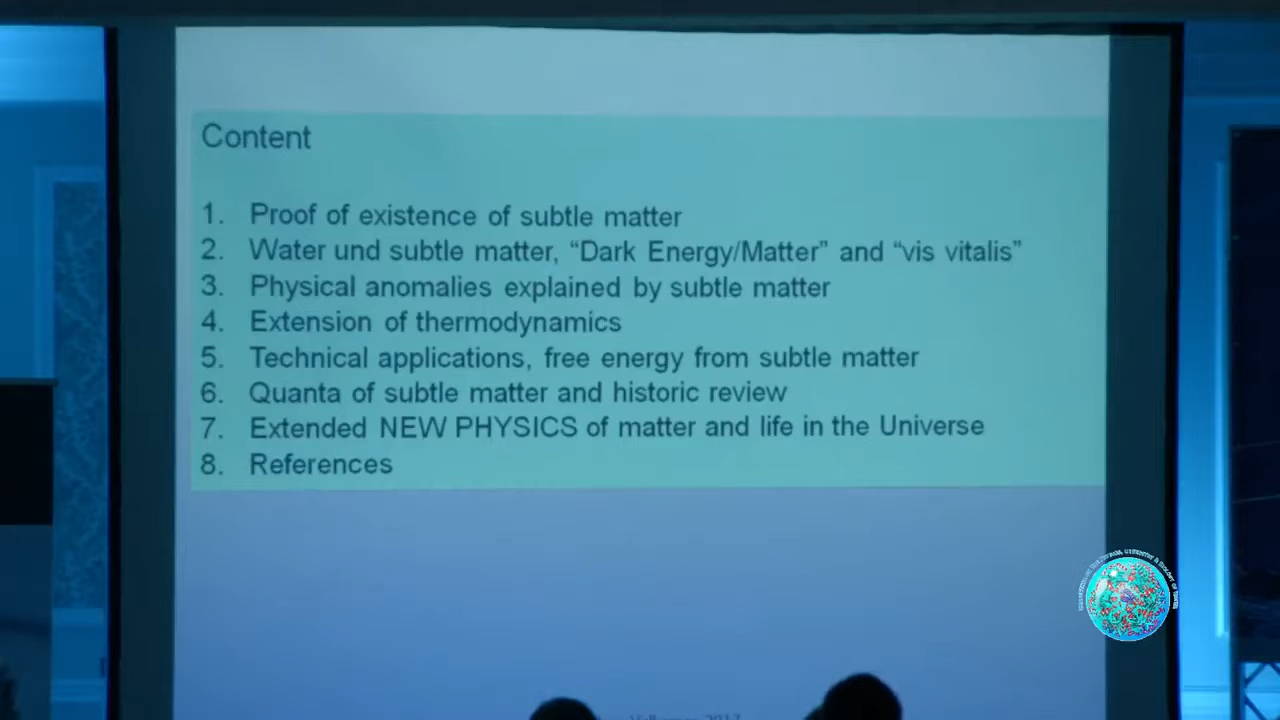 Content
1. Proof of existence of subtle matter
2. Water und subtle matter, “Dark Energy/Matter” and “vis vitalis”
3. Physical anomalies explained by subtle matter
4. Extension of thermodynamics
5. Technical applications, free energy from subtle matter
6. Quanta of subtle matter and historic review
7. Extended NEW PHYSICS of matter and life in the Universe
8. References
2017